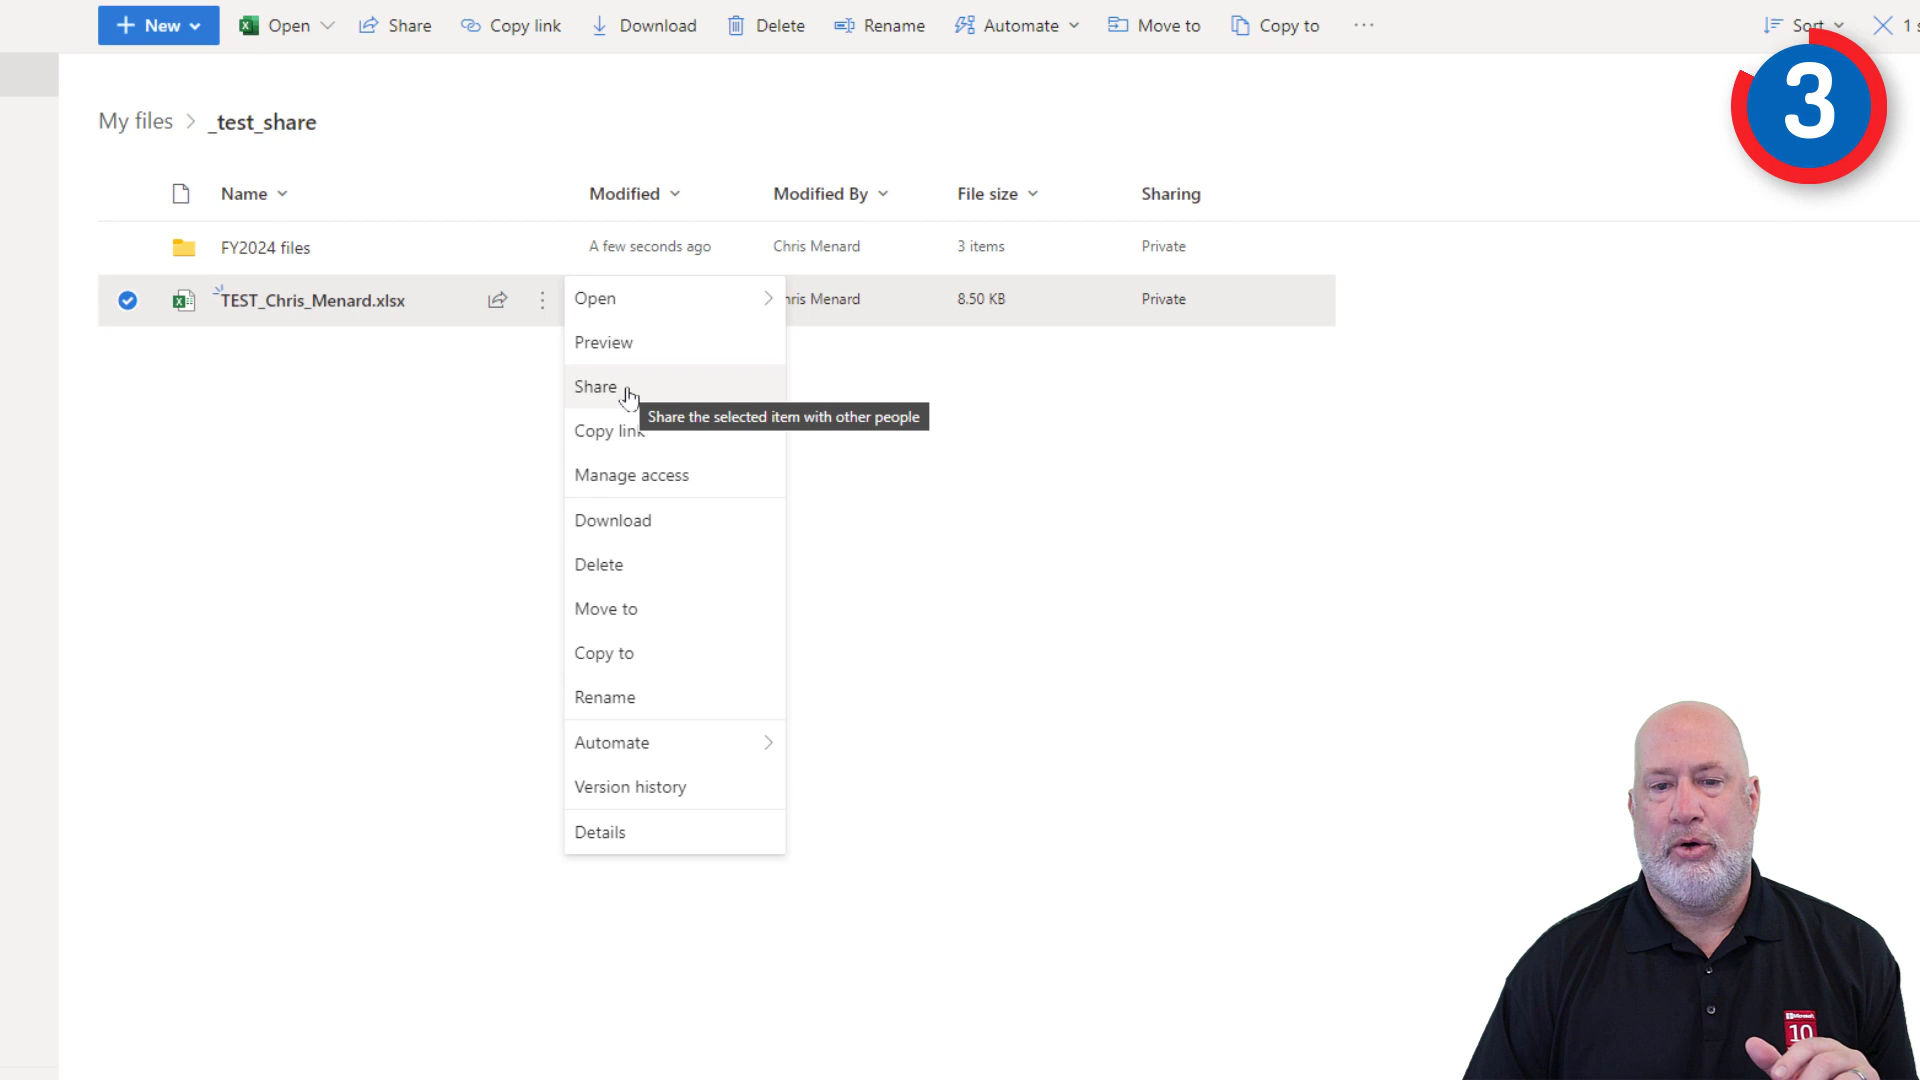 New
Open
Share
Copy link
Download
Delete
Rename
Automate
Move to
Copy to
...
Sort
1
3
My files > _test_share
Name
Modified
Modified By
File size
Sharing
FY2024 files
A few seconds ago
Chris Menard
3 items
Private
TEST_Chris_Menard.xlsx
hris Menard
8.50 KB
Private
Open
Preview
Share
Share the selected item with other people
Copy link
Manage access
Download
Delete
Move to
Copy to
Rename
Automate
Version history
Details
Microsoft
10